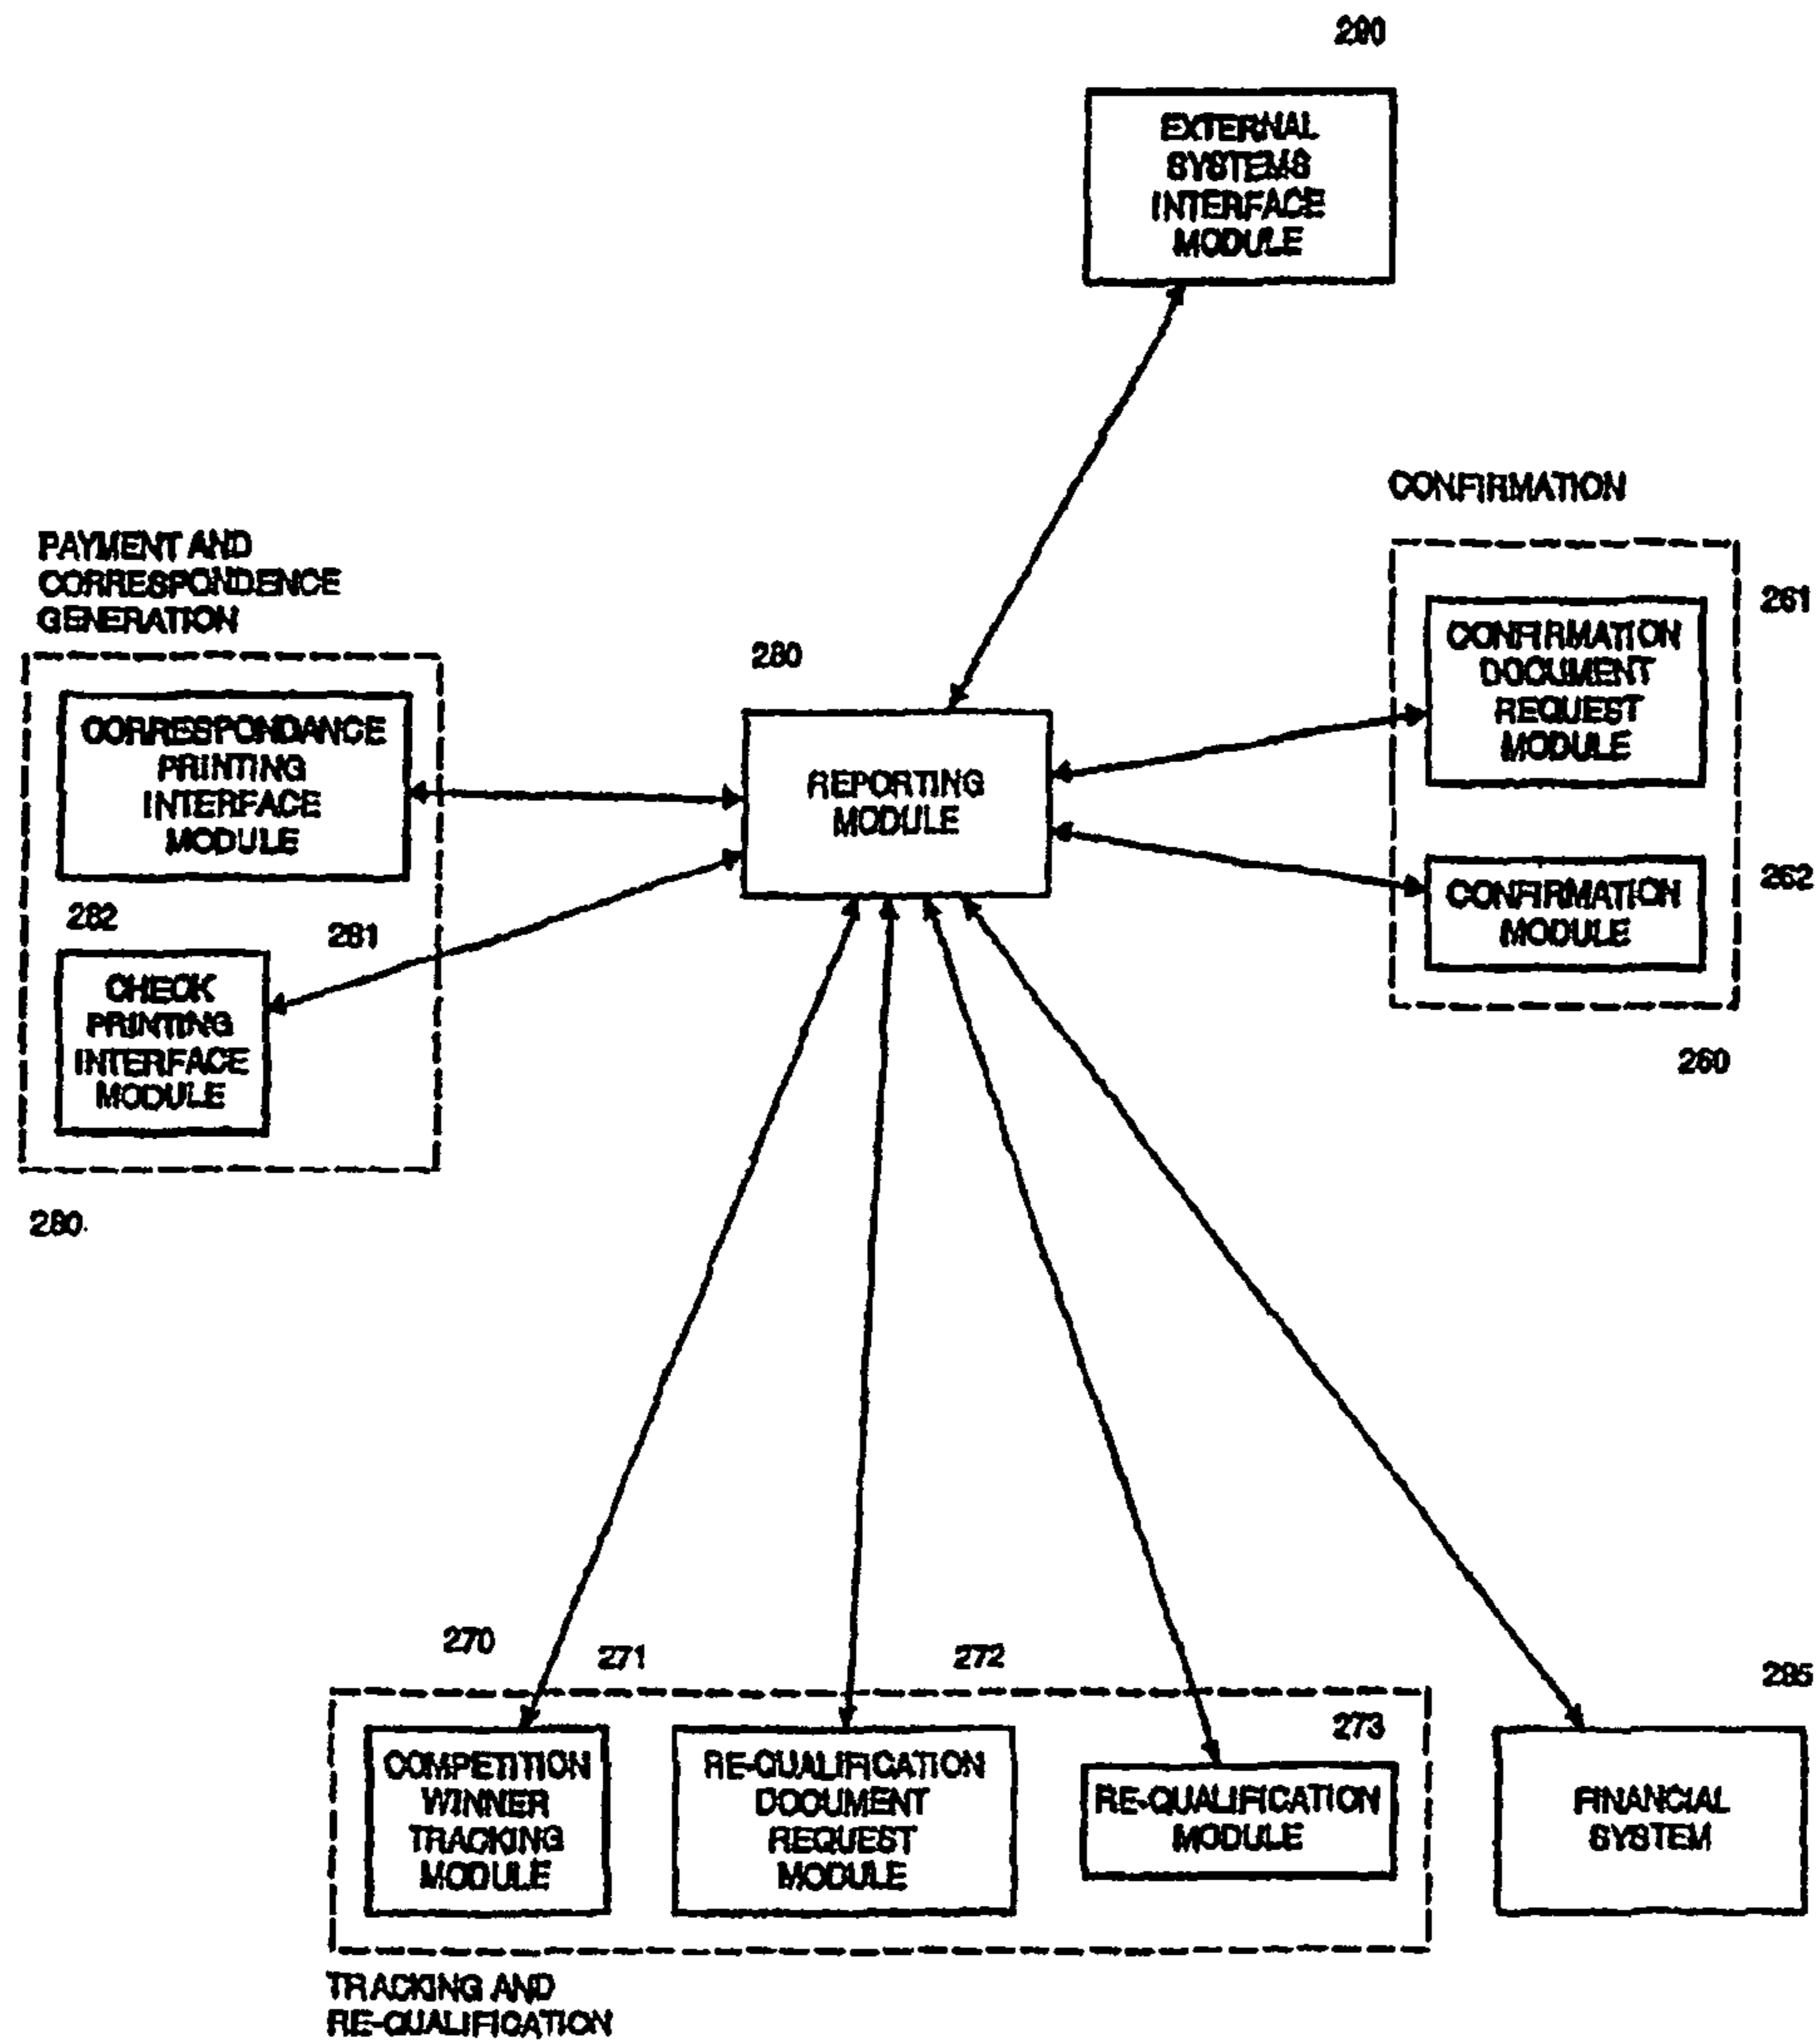 290
EXTERNAL
SYSTEMS
INTERFACE
MODULE
CONFIRMATION
261
CONFIRMATION
DOCUMENT
REQUEST
MODULE
262
CONFIRMATION
MODULE
260
PAYMENT AND
CORRESPONDENCE
GENERATION
CORRESPONDANCE
PRINTING
INTERFACE
MODULE
282
281
CHECK
PRINTING
INTERFACE
MODULE
280
280
REPORTING
MODULE
270
271
272
273
COMPETITION
WINNER
TRACKING
MODULE
RE-QUALIFICATION
DOCUMENT
REQUEST
MODULE
RE-QUALIFICATION
MODULE
TRACKING AND
RE-QUALIFICATION
FINANCIAL
SYSTEM